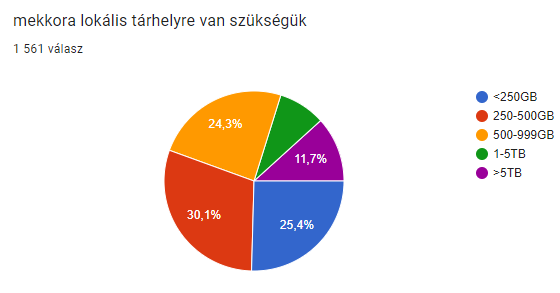 mekkora lokális tárhelyre van szükségük
1 561 válasz
<250GB
250-500GB
500-999GB
1-5TB
>5TB
24,3%
11,7%
30,1%
25,4%